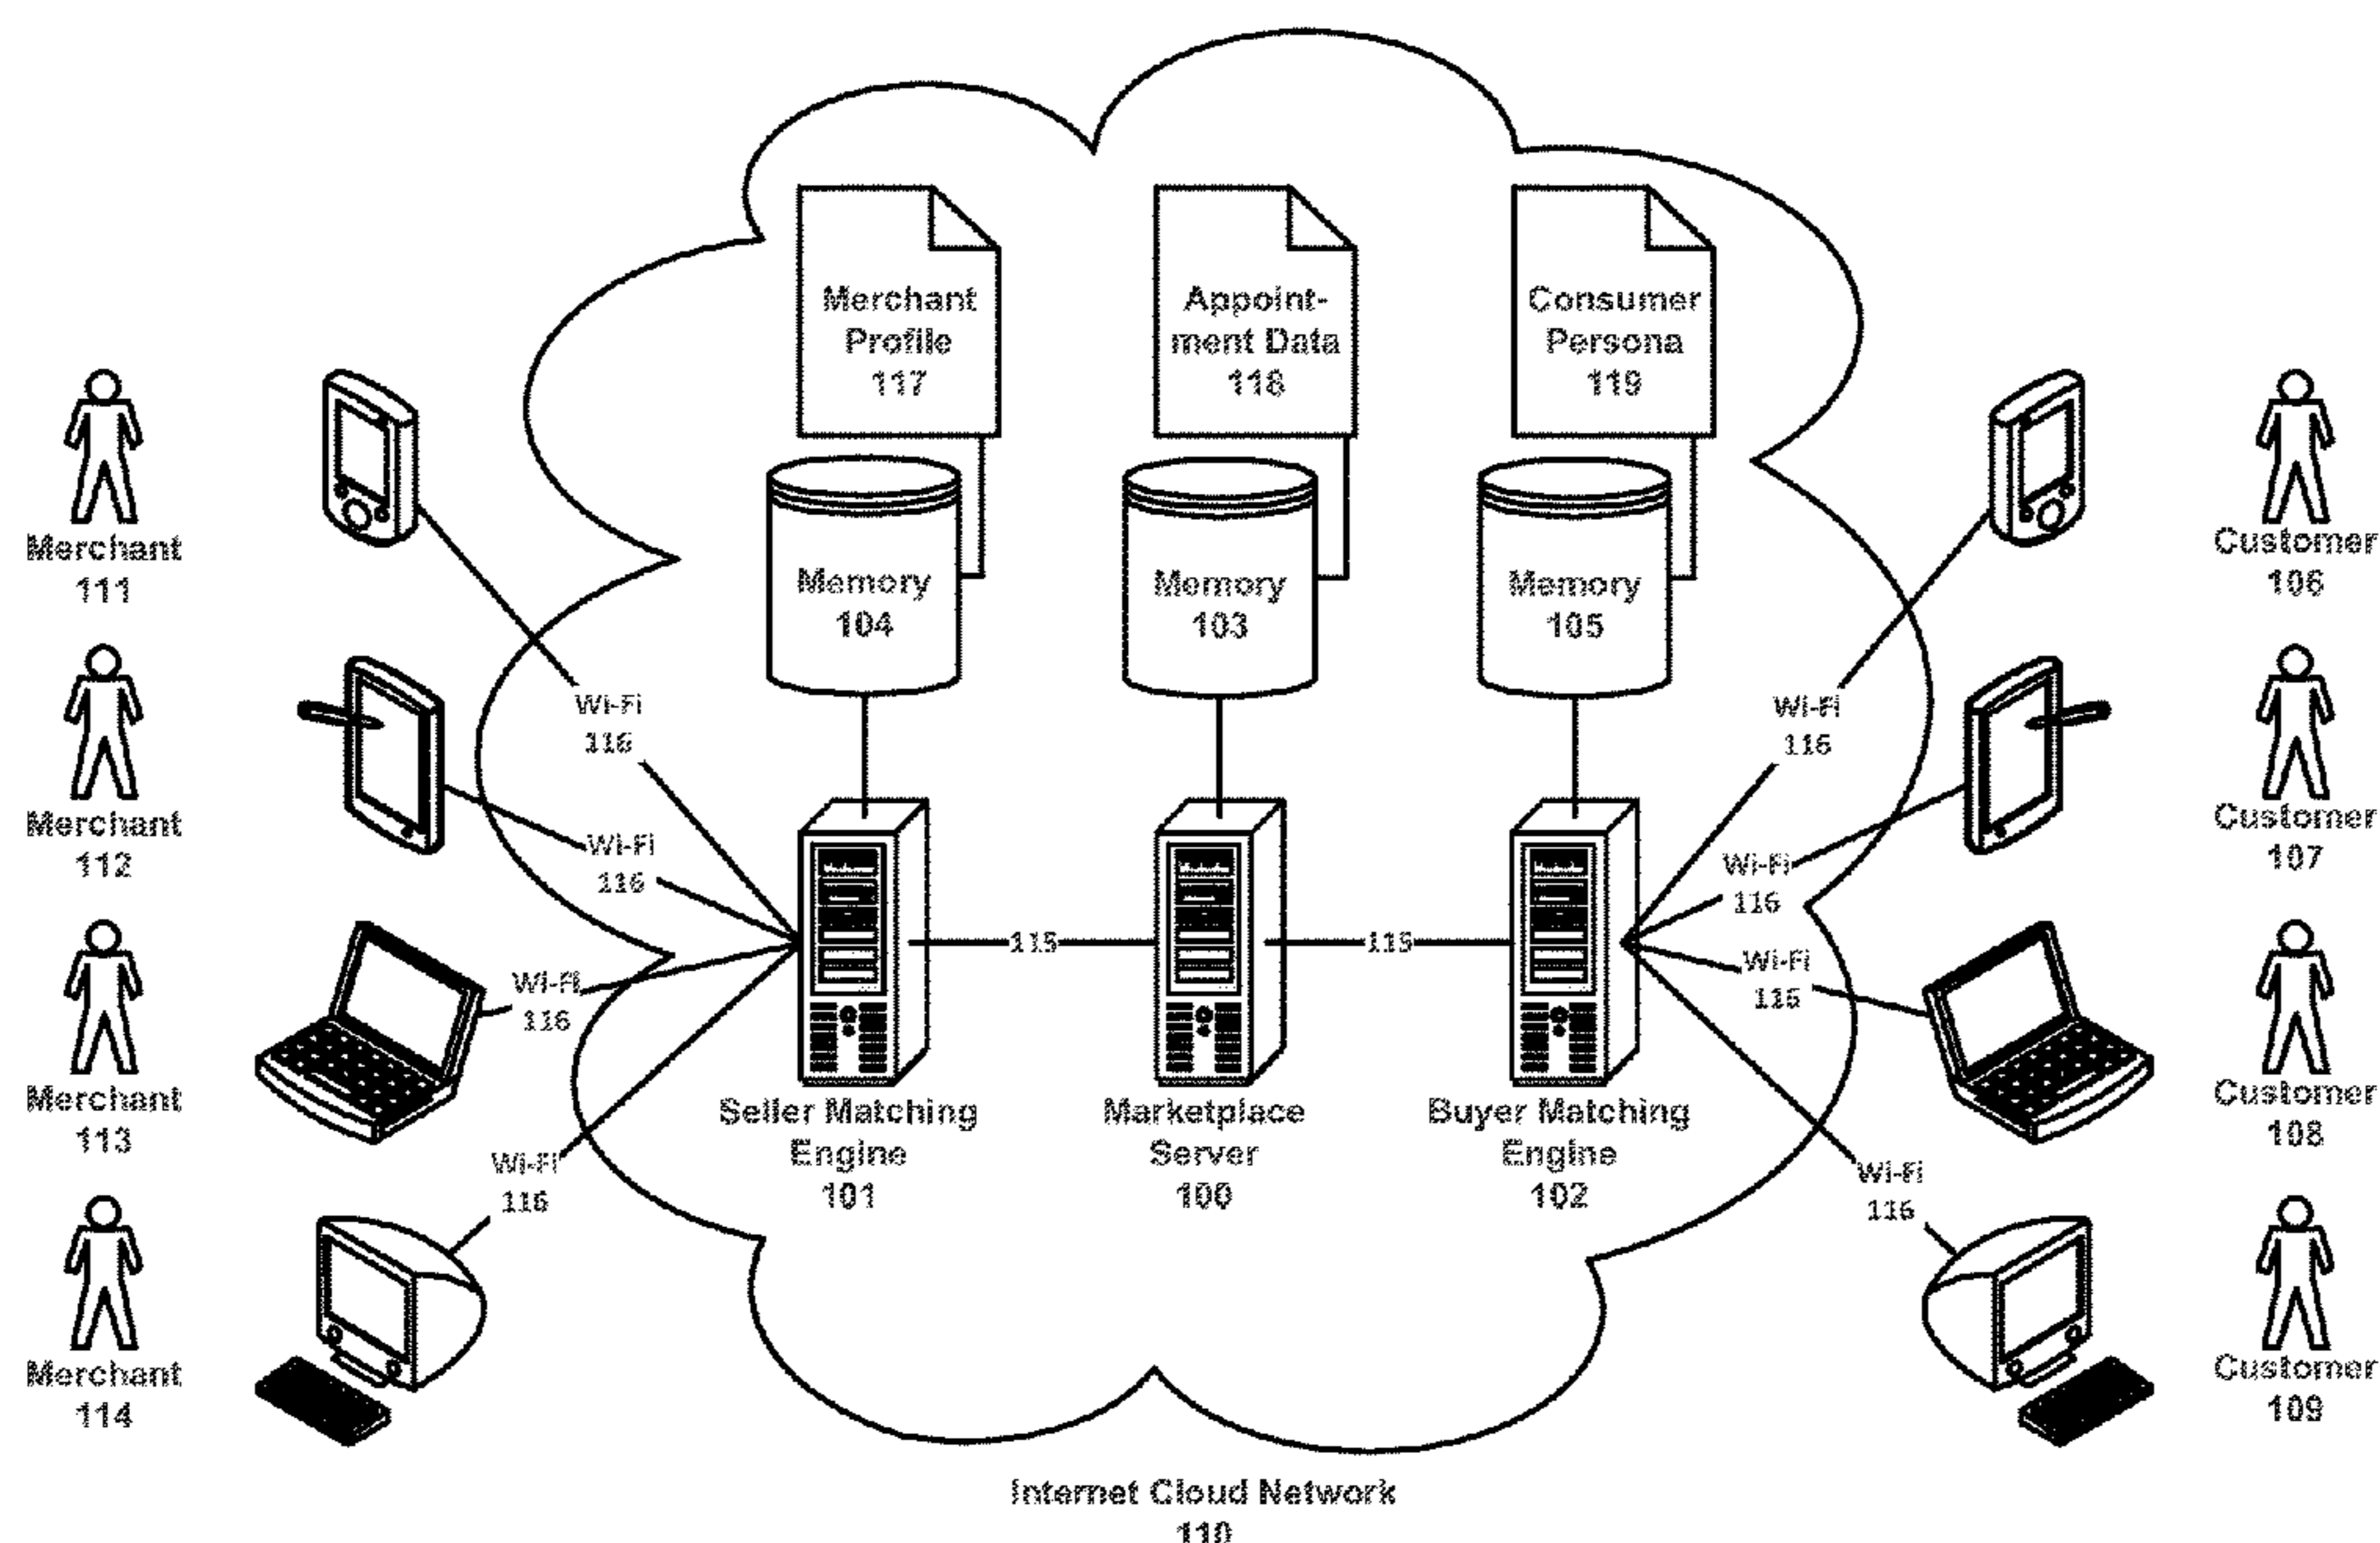 Merchant
Profile
117
Appoint-
ment Data
118
Consumer
Persona
119
Merchant
111
Memory
104
Memory
103
Memory
105
Customer
106
Wi-Fi
116
Wi-Fi
116
Merchant
112
Wi-Fi
116
Wi-Fi
116
Customer
107
Wi-Fi
116
115
115
Wi-Fi
116
Merchant
113
Seller Matching
Engine
101
Marketplace
Server
100
Buyer Matching
Engine
102
Customer
108
Wi-Fi
116
Wi-Fi
116
Merchant
114
Customer
109
Internet Cloud Network
110